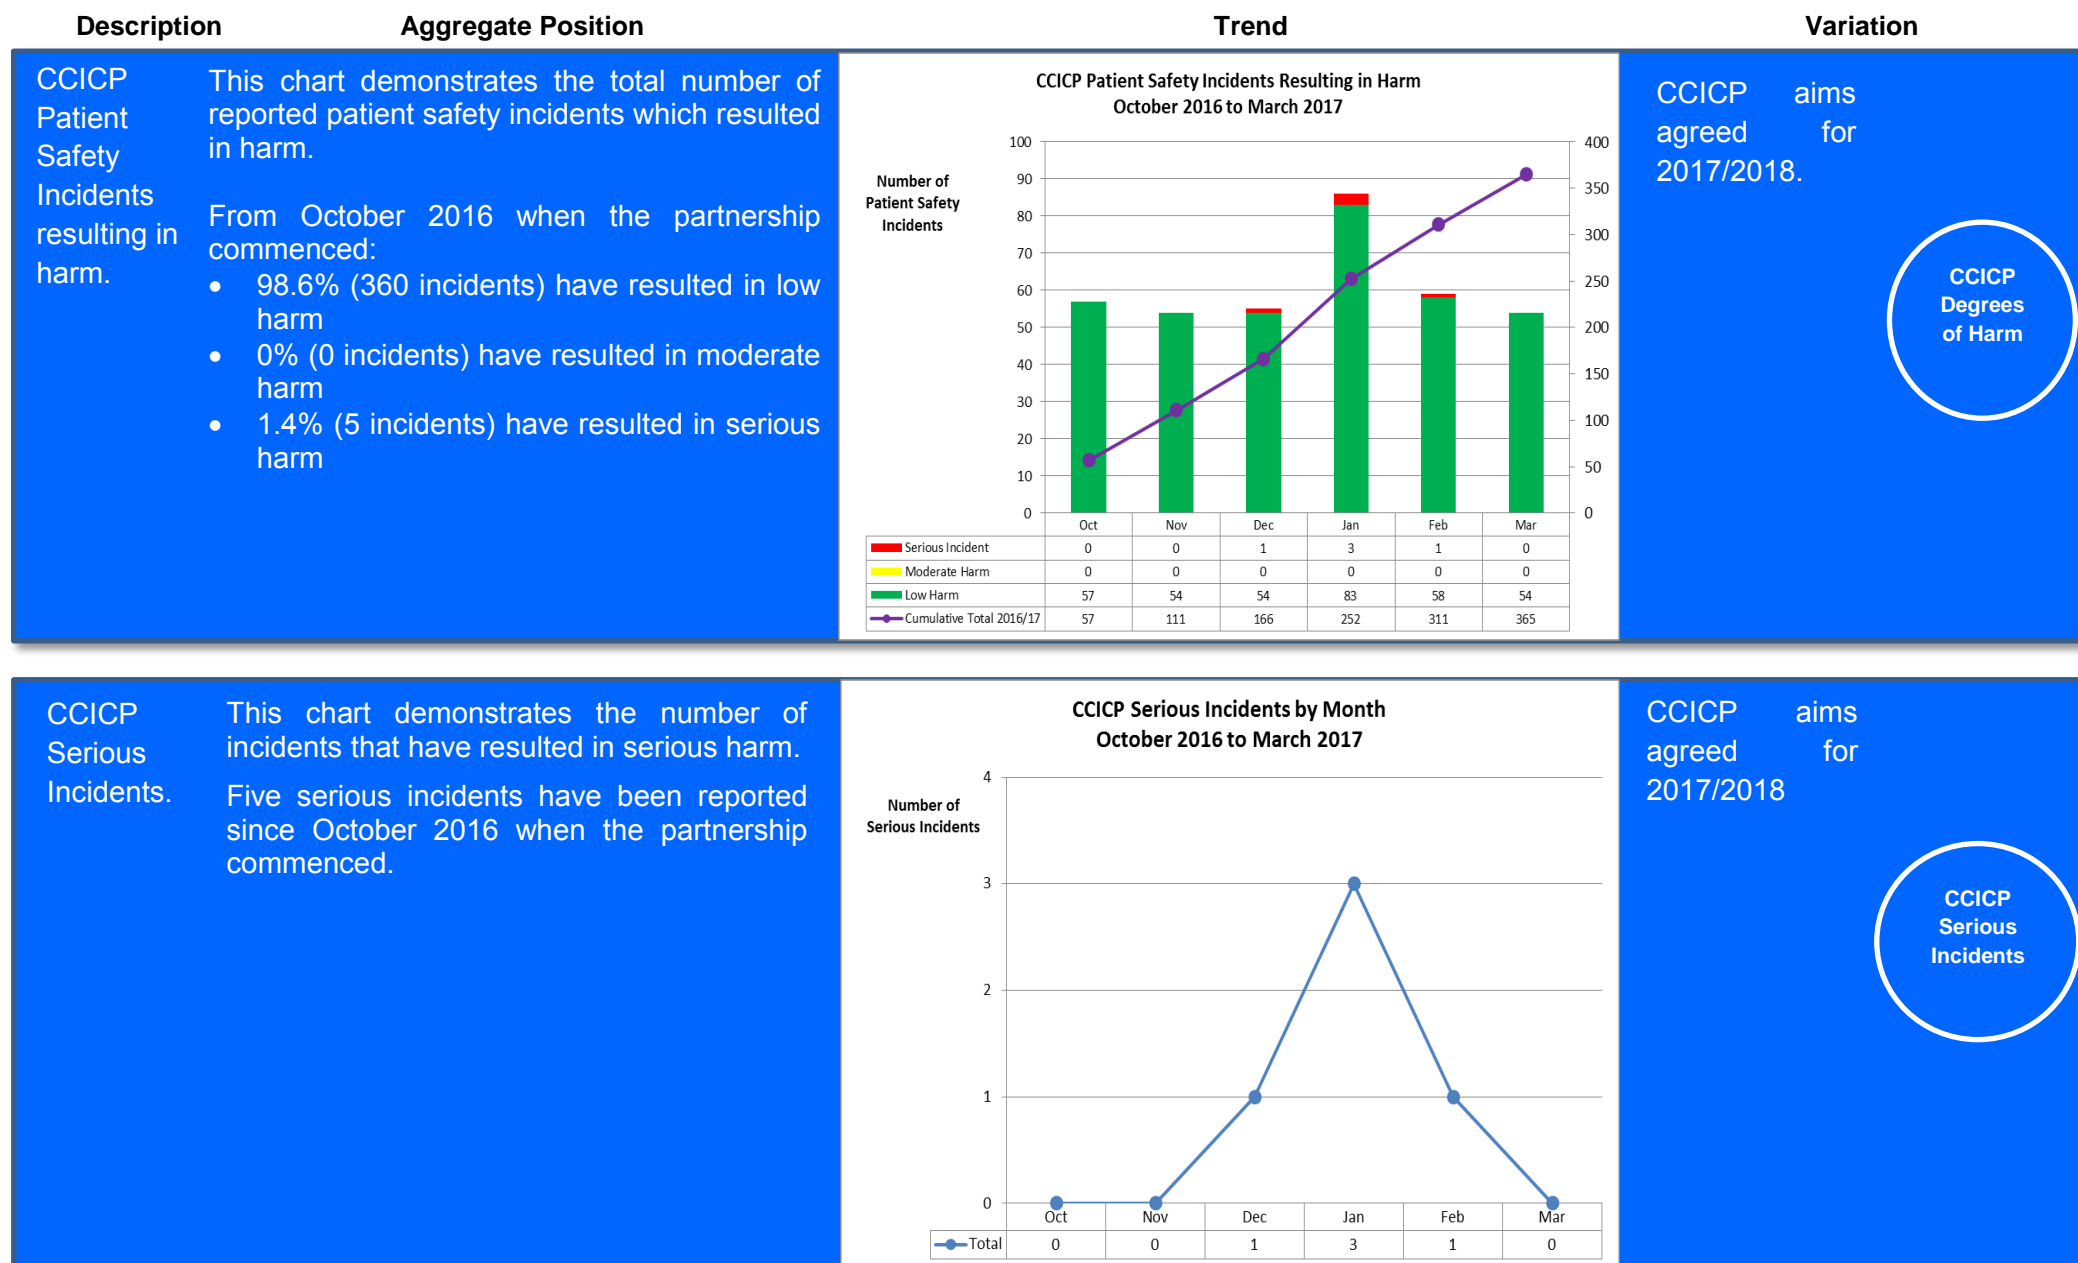 Description Aggregate Position Trend Variation
CCICP
Patient
Safety
Incidents
resulting in
harm.
This chart demonstrates the total number of
reported patient safety incidents which resulted
in harm.
From October 2016 when the partnership
commenced:
• 98.6% (360 incidents) have resulted in low
harm
• 0% (0 incidents) have resulted in moderate
harm
• 1.4% (5 incidents) have resulted in serious
harm
CCICP Patient Safety Incidents Resulting in Harm
October 2016 to March 2017
Number of
Patient Safety
Incidents
100
90
80
70
60
50
40
30
20
10
0
400
350
300
250
200
150
100
50
0
Oct Nov Dec Jan Feb Mar
Serious Incident 0 0 1 3 1 0
Moderate Harm 0 0 0 0 0 0
Low Harm 57 54 54 83 58 54
Cumulative Total 2016/17 57 111 166 252 311 365
CCICP aims
agreed for
2017/2018.
CCICP
Degrees
of Harm
CCICP
Serious
Incidents.
This chart demonstrates the number of
incidents that have resulted in serious harm.
Five serious incidents have been reported
since October 2016 when the partnership
commenced.
CCICP Serious Incidents by Month
October 2016 to March 2017
Number of
Serious Incidents
4
3
2
1
0
Oct Nov Dec Jan Feb Mar
Total 0 0 1 3 1 0
CCICP aims
agreed for
2017/2018
CCICP
Serious
Incidents